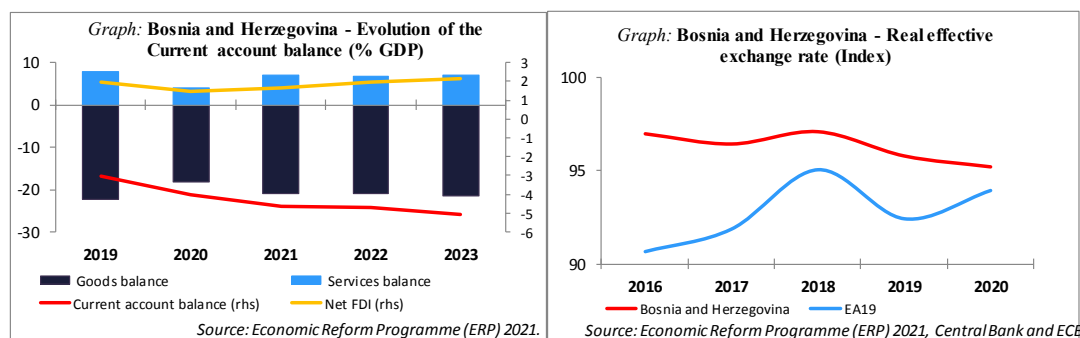 Graph: Bosnia and Herzegovina - Evolution of the
Current account balance (% GDP)
10
0
-10
-20
-30
3
2
1
0
-1
-2
-3
-4
-5
-6
2019 2020 2021 2022 2023
Goods balance Services balance
Current account balance (rhs) Net FDI (rhs)
Source: Economic Reform Programme (ERP) 2021.
Graph: Bosnia and Herzegovina - Real effective
exchange rate (Index)
100
95
90
2016 2017 2018 2019 2020
Bosnia and Herzegovina EA19
Source: Economic Reform Programme (ERP) 2021, Central Bank and ECB